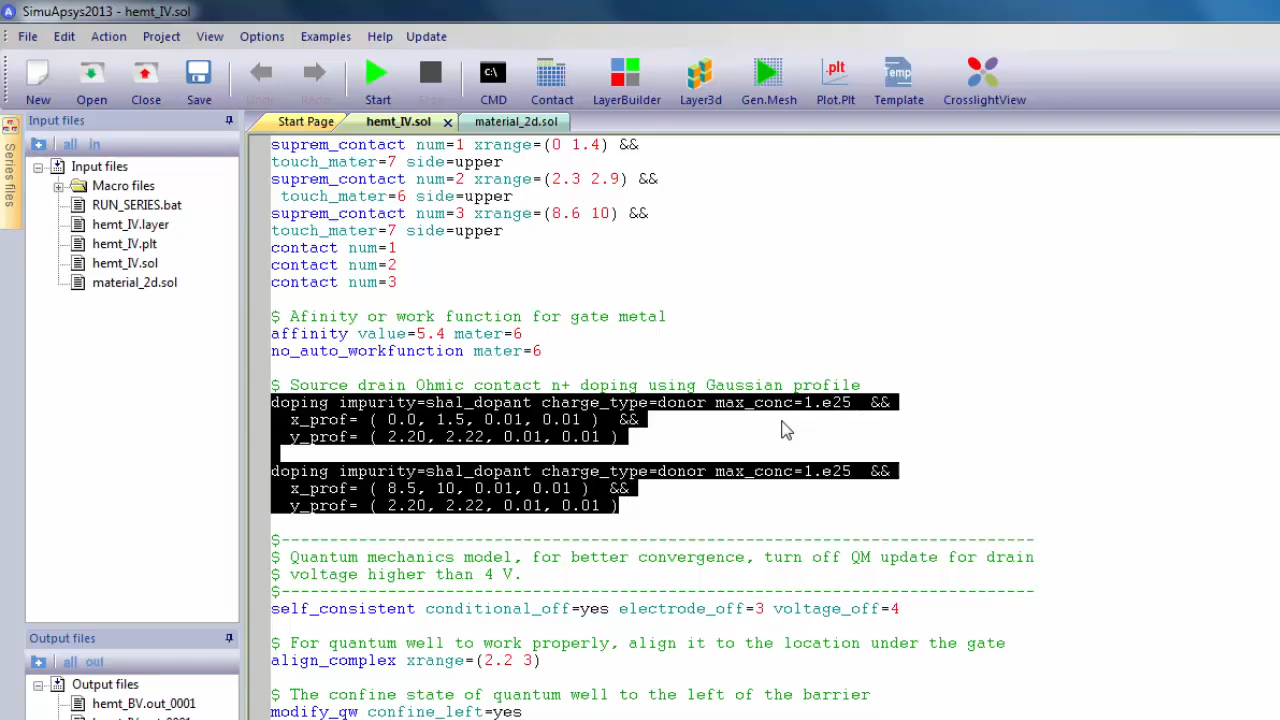 SimuApsys2013 - hemt_IV.sol
File Edit Action Project View Options Examples Help Update
New Open Close Save Undo Redo Start CMD Contact LayerBuilder Layer3d Gen.Mesh Plot.Plt Template CrosslightView
C:\
.plt
Temp
Input files
Start Page hemt_IV.sol material_2d.sol
Series files
all in
Input files
Macro files
RUN_SERIES.bat
hemt_IV.layer
hemt_IV.plt
hemt_IV.sol
material_2d.sol
Output files
all out
Output files
hemt_BV.out_0001
suprem_contact num=1 xrange=(0 1.4) &&
touch_mater=7 side=upper
suprem_contact num=2 xrange=(2.3 2.9) &&
touch_mater=6 side=upper
suprem_contact num=3 xrange=(8.6 10) &&
touch_mater=7 side=upper
contact num=1
contact num=2
contact num=3
$ Afinity or work function for gate metal
affinity value=5.4 mater=6
no_auto_workfunction mater=6
$ Source drain Ohmic contact n+ doping using Gaussian profile
doping impurity=shal_dopant charge_type=donor max_conc=1.e25 &&
x_prof= ( 0.0, 1.5, 0.01, 0.01 ) &&
y_prof= ( 2.20, 2.22, 0.01, 0.01 )
doping impurity=shal_dopant charge_type=donor max_conc=1.e25 &&
x_prof= ( 8.5, 10, 0.01, 0.01 ) &&
y_prof= ( 2.20, 2.22, 0.01, 0.01 )
$----------------------------------------------------------------------------------
$ Quantum mechanics model, for better convergence, turn off QM update for drain
$ voltage higher than 4 V.
$----------------------------------------------------------------------------------
self_consistent conditional_off=yes electrode_off=3 voltage_off=4
$ For quantum well to work properly, align it to the location under the gate
align_complex xrange=(2.2 3)
$ The confine state of quantum well to the left of the barrier
modify_qw confine_left=yes